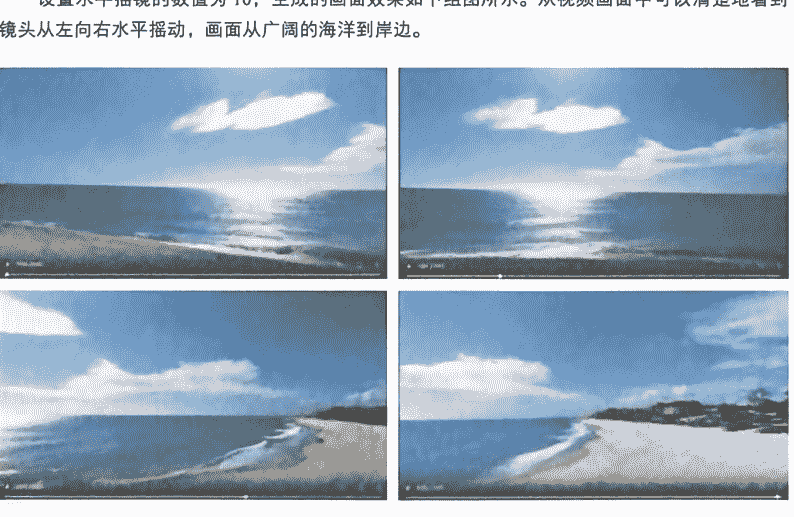 设置水平摇镜的数值为10，生成的画面效果如下组图所示。从视频画面中可以清楚地看到
镜头从左向右水平摇动，画面从广阔的海洋到岸边。